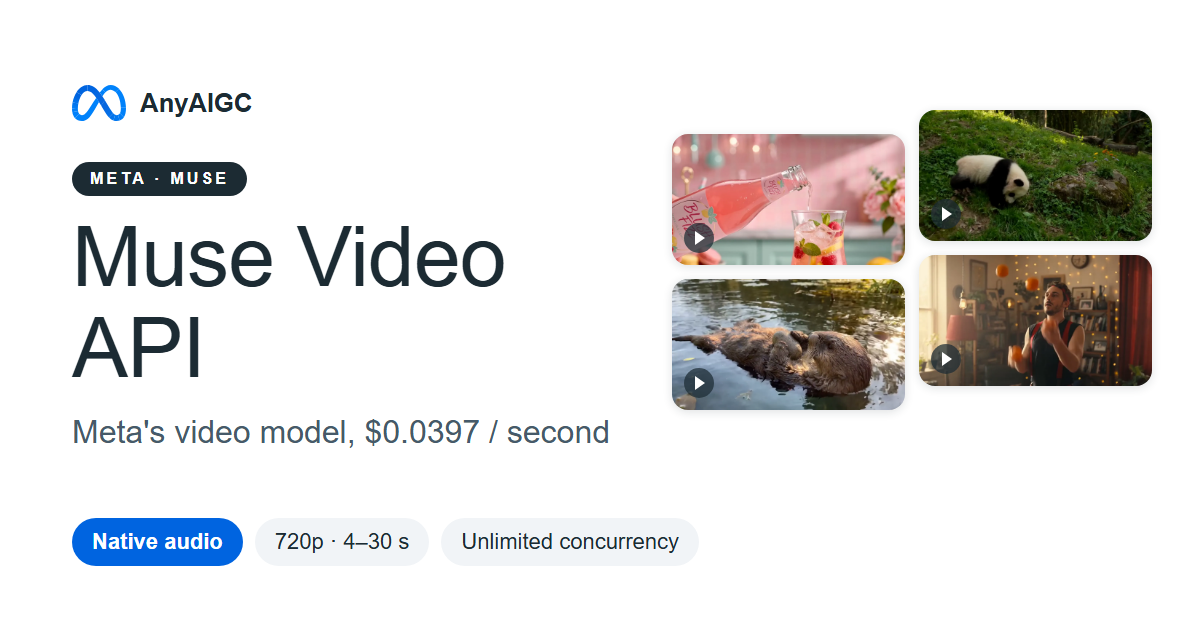 AnyAIGC
META · MUSE
Muse Video
API
Meta's video model, $0.0397 / second
Native audio
720p · 4–30 s
Unlimited concurrency